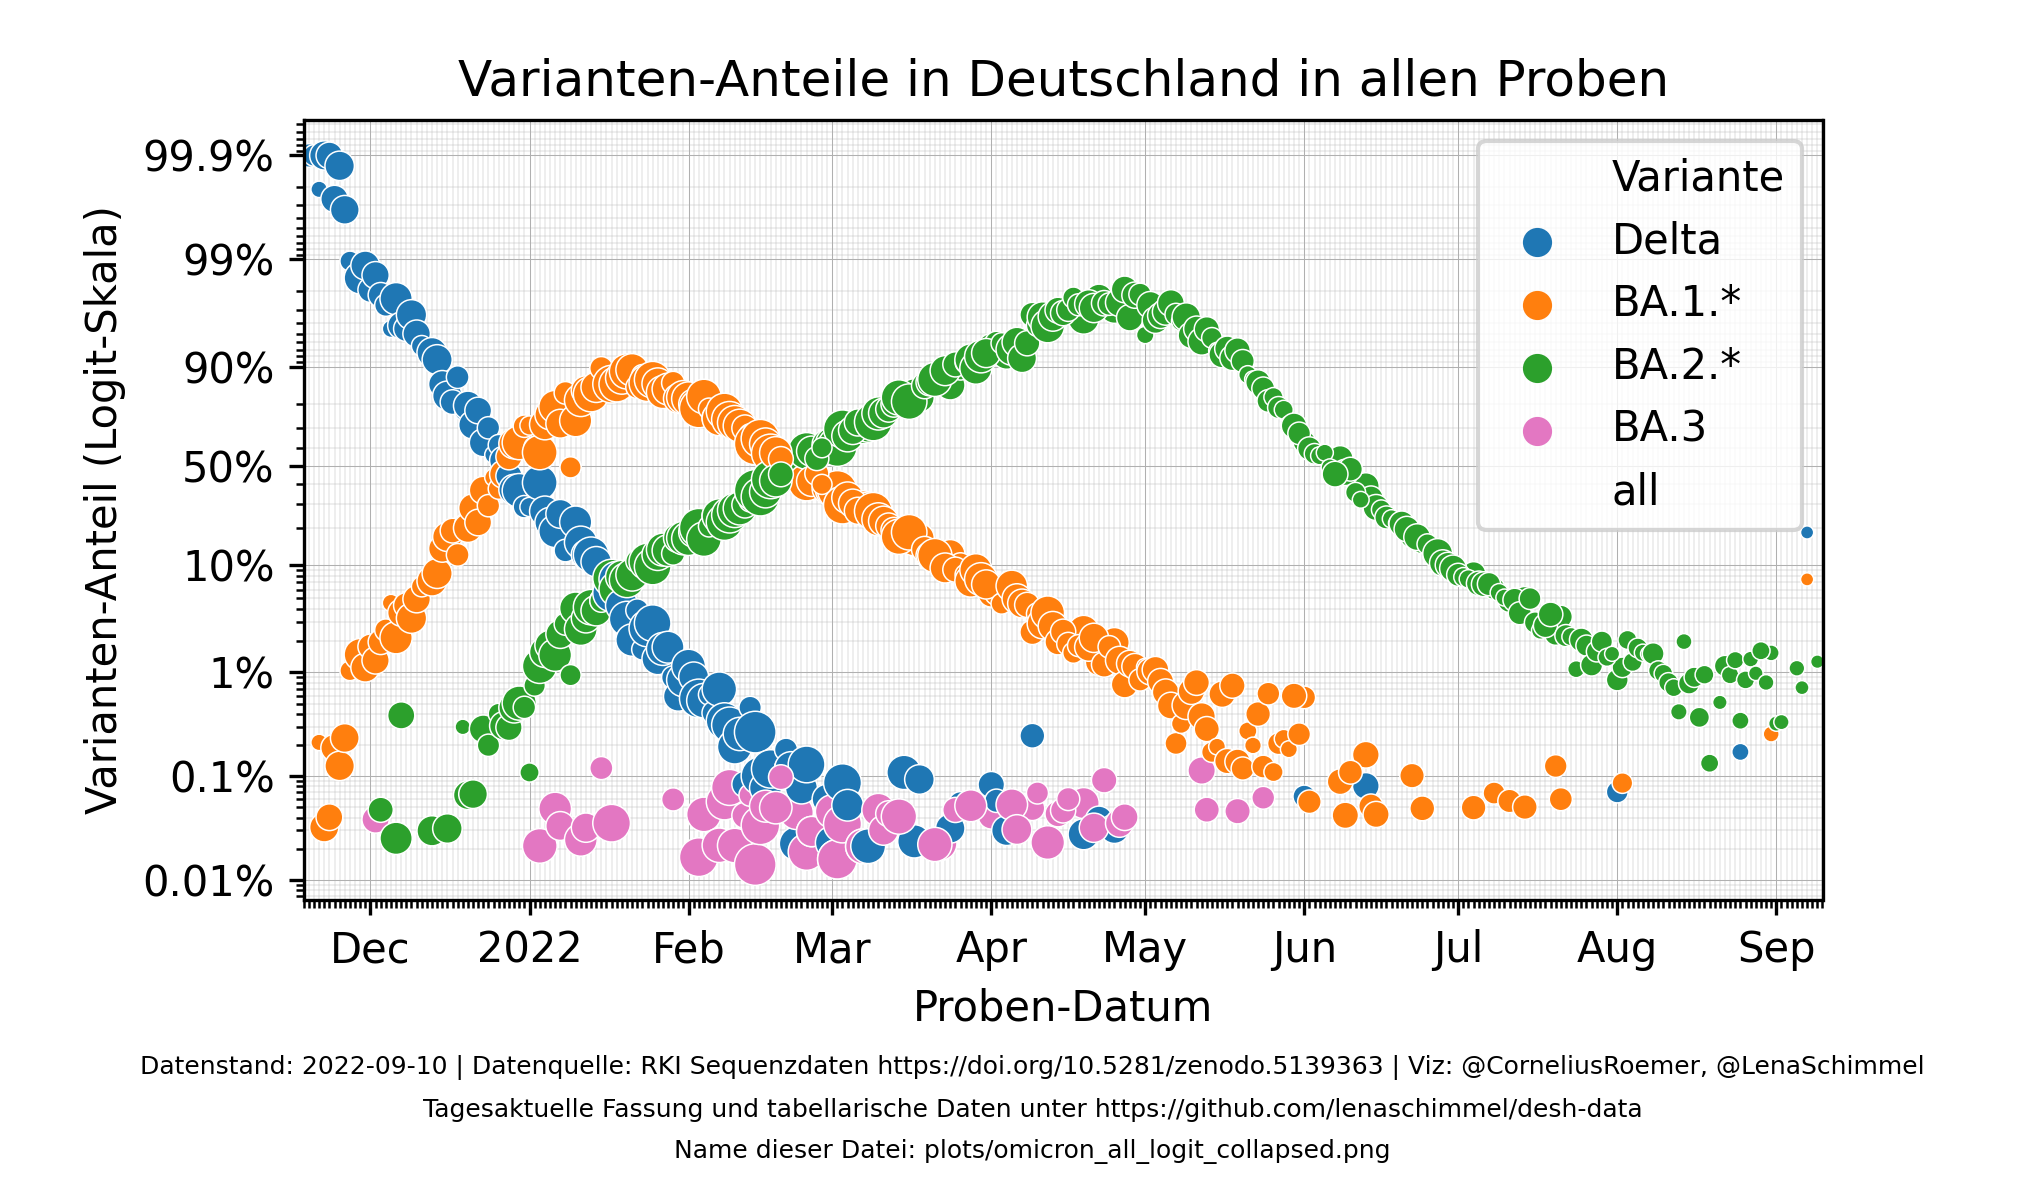 Varianten-Anteile in Deutschland in allen Proben
Varianten-Anteil (Logit-Skala)
99.9%
99%
90%
50%
10%
1%
0.1%
0.01%
Variante
Delta
BA.1.*
BA.2.*
BA.3
all
Dec 2022 Feb Mar Apr May Jun Jul Aug Sep
Proben-Datum
Datenstand: 2022-09-10 | Datenquelle: RKI Sequenzdaten https://doi.org/10.5281/zenodo.5139363 | Viz: @CorneliusRoemer, @LenaSchimmel
Tagesaktuelle Fassung und tabellarische Daten unter https://github.com/lenaschimmel/desh-data
Name dieser Datei: plots/omicron_all_logit_collapsed.png